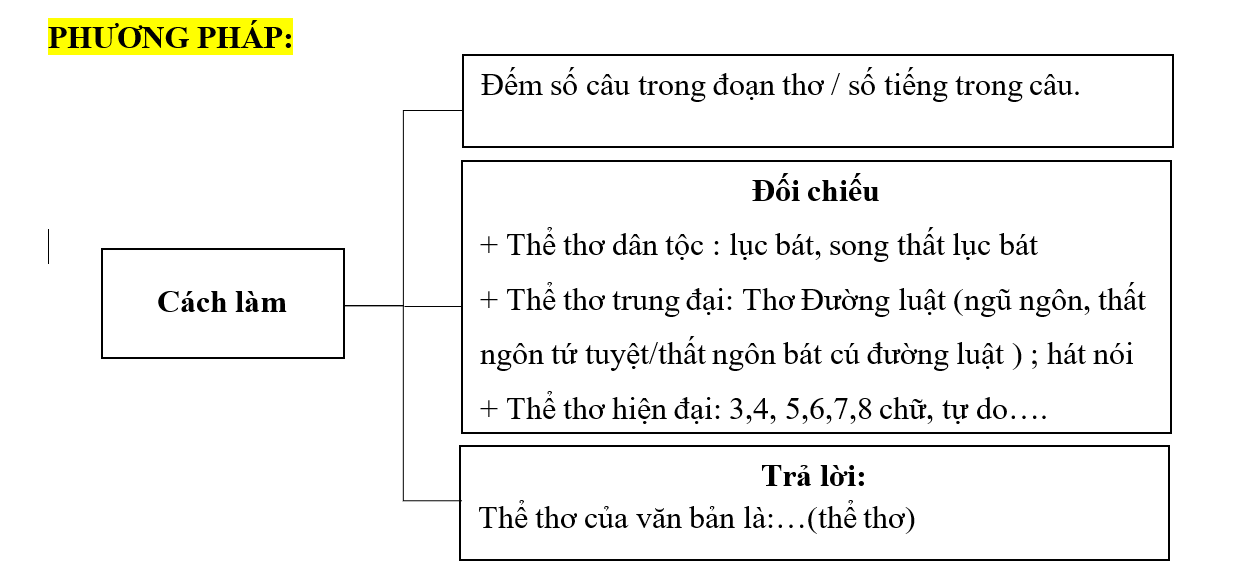 PHƯƠNG PHÁP:
Đếm số câu trong đoạn thơ / số tiếng trong câu.
Đối chiếu
+ Thể thơ dân tộc : lục bát, song thất lục bát
+ Thể thơ trung đại: Thơ Đường luật (ngũ ngôn, thất
ngôn tứ tuyệt/thất ngôn bát cú đường luật ) ; hát nói
+ Thể thơ hiện đại: 3,4, 5,6,7,8 chữ, tự do….
Cách làm
Trả lời:
Thể thơ của văn bản là:…(thể thơ)